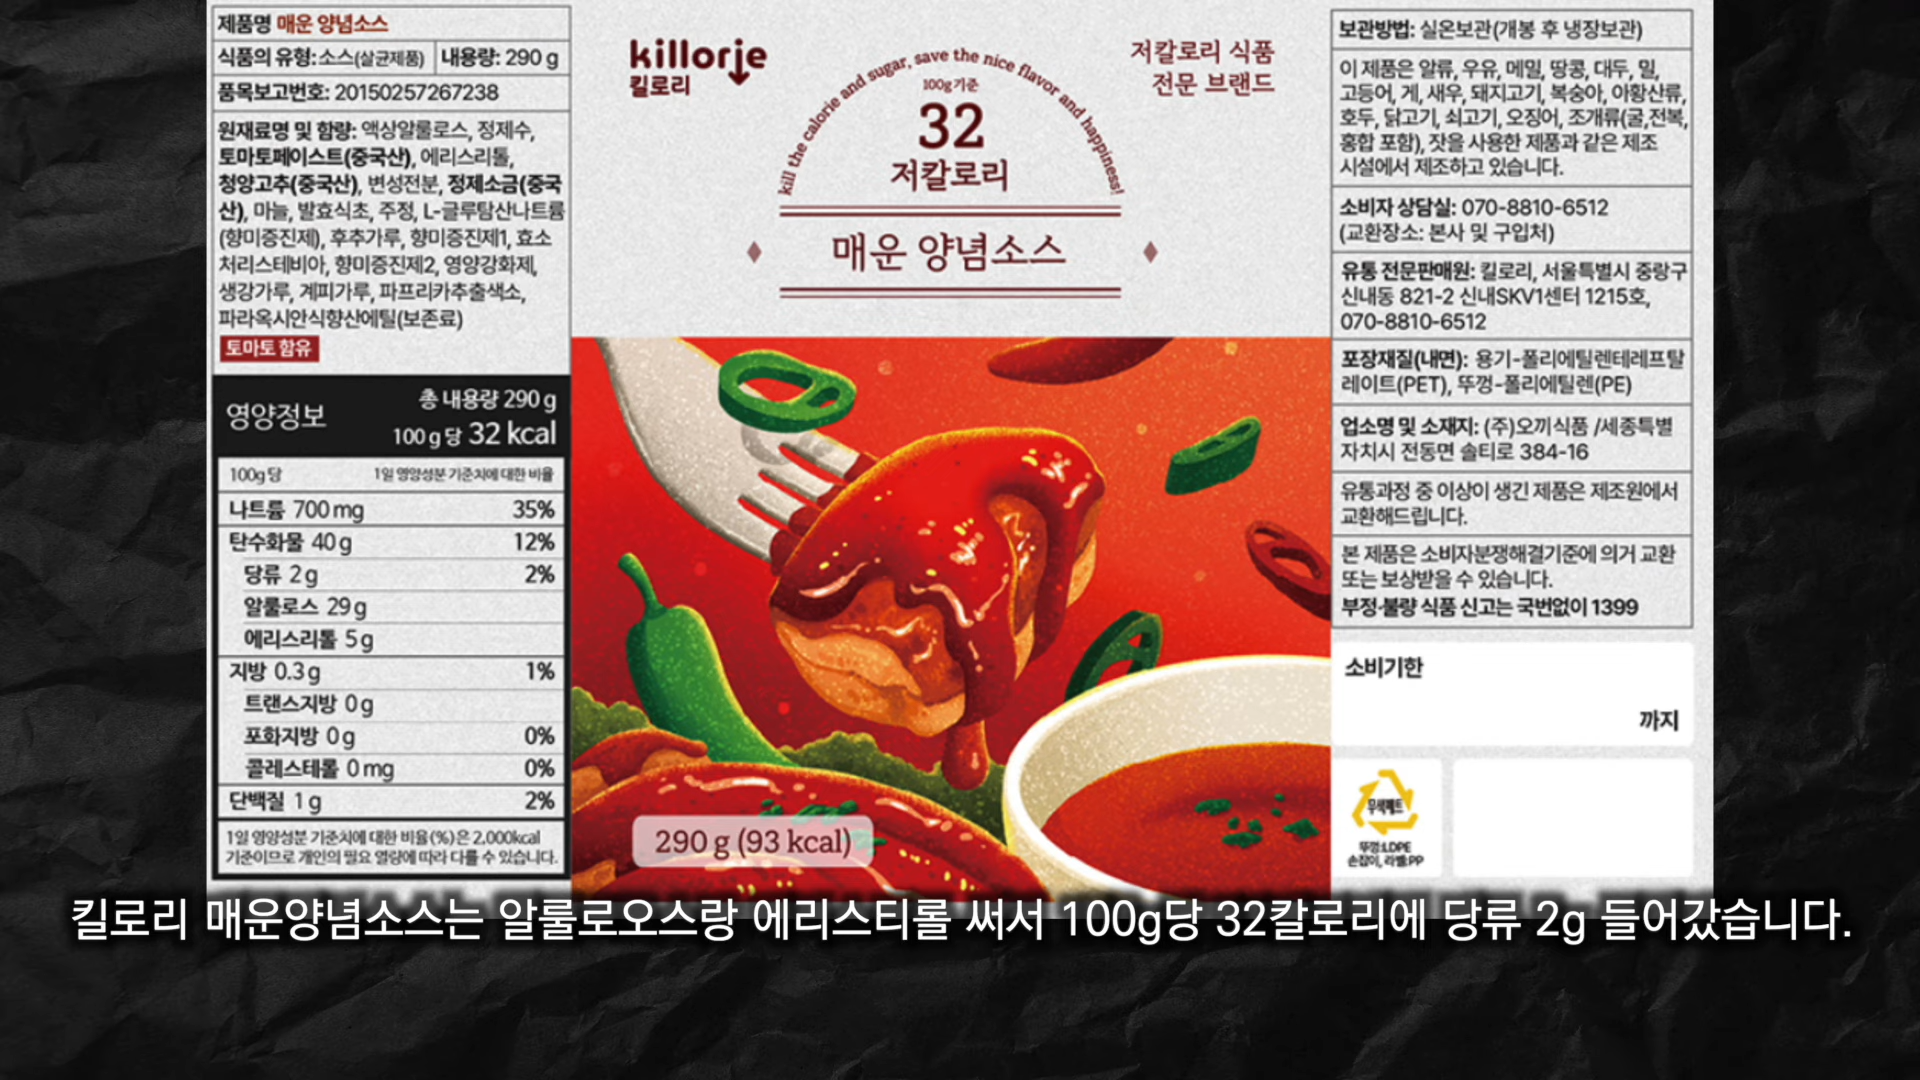 제품명 매운 양념소스
식품의 유형: 소스(살균제품) 내용량: 290 g
품목보고번호: 20150257267238
원재료명 및 함량: 액상알룰로스, 정제수,
토마토페이스트(중국산), 에리스리톨,
청양고추(중국산), 변성전분, 정제소금(중국
산), 마늘, 발효식초, 주정, L-글루탐산나트륨
(향미증진제), 후추가루, 향미증진제1, 효소
처리스테비아, 향미증진제2, 영양강화제,
생강가루, 계피가루, 파프리카추출색소,
파라옥시안식향산에틸(보존료)
토마토 함유
영양정보
총 내용량 290 g
100 g 당 32 kcal
100g 당 1일 영양성분 기준치에 대한 비율
나트륨 700 mg 35%
탄수화물 40 g 12%
당류 2 g 2%
알룰로스 29 g
에리스리톨 5 g
지방 0.3 g 1%
트랜스지방 0 g
포화지방 0 g 0%
콜레스테롤 0 mg 0%
단백질 1 g 2%
1일 영양성분 기준치에 대한 비율(%)은 2,000kcal
기준이므로 개인의 필요 열량에 따라 다를 수 있습니다.
killorie
킬로리
kill the calorie and sugar, save the nice flavor and happiness!
100g 기준
32
저칼로리
매운 양념소스
저칼로리 식품
전문 브랜드
290 g (93 kcal)
보관방법: 실온보관(개봉 후 냉장보관)
이 제품은 알류, 우유, 메밀, 땅콩, 대두, 밀,
고등어, 게, 새우, 돼지고기, 복숭아, 아황산류,
호두, 닭고기, 쇠고기, 오징어, 조개류(굴,전복,
홍합 포함), 잣을 사용한 제품과 같은 제조
시설에서 제조하고 있습니다.
소비자 상담실: 070-8810-6512
(교환장소: 본사 및 구입처)
유통 전문판매원: 킬로리, 서울특별시 중랑구
신내동 821-2 신내SKV1센터 1215호,
070-8810-6512
포장재질(내면): 용기-폴리에틸렌테레프탈
레이트(PET), 뚜껑-폴리에틸렌(PE)
업소명 및 소재지: (주)오끼식품 /세종특별
자치시 전동면 솔티로 384-16
유통과정 중 이상이 생긴 제품은 제조원에서
교환해드립니다.
본 제품은 소비자분쟁해결기준에 의거 교환
또는 보상받을 수 있습니다.
부정·불량 식품 신고는 국번없이 1399
소비기한
까지
무색페트
뚜껑:LDPE
손잡이, 라벨:PP
킬로리 매운양념소스는 알룰로오스랑 에리스티롤 써서 100g당 32칼로리에 당류 2g 들어갔습니다.